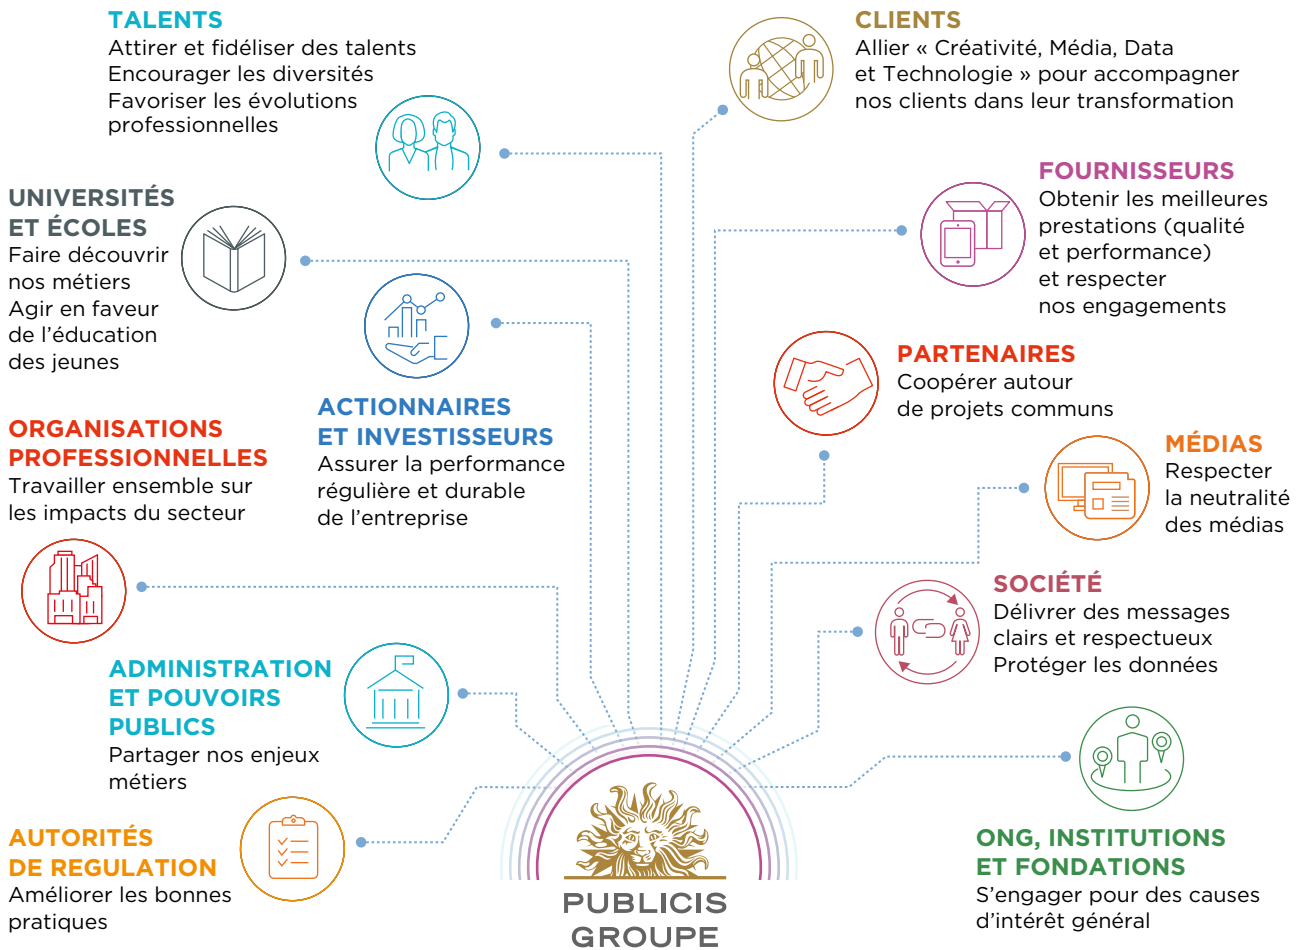 TALENTS
Attirer et fidéliser des talents
Encourager les diversités
Favoriser les évolutions
professionnelles
CLIENTS
Allier « Créativité, Média, Data
et Technologie » pour accompagner
nos clients dans leur transformation
UNIVERSITÉS
ET ÉCOLES
Faire découvrir
nos métiers
Agir en faveur
de l’éducation
des jeunes
FOURNISSEURS
Obtenir les meilleures
prestations (qualité
et performance)
et respecter
nos engagements
ACTIONNAIRES
ET INVESTISSEURS
Assurer la performance
régulière et durable
de l’entreprise
PARTENAIRES
Coopérer autour
de projets communs
ORGANISATIONS
PROFESSIONNELLES
Travailler ensemble sur
les impacts du secteur
MÉDIAS
Respecter
la neutralité
des médias
SOCIÉTÉ
Délivrer des messages
clairs et respectueux
Protéger les données
ADMINISTRATION
ET POUVOIRS
PUBLICS
Partager nos enjeux
métiers
AUTORITÉS
DE REGULATION
Améliorer les bonnes
pratiques
ONG, INSTITUTIONS
ET FONDATIONS
S’engager pour des causes
d’intérêt général
PUBLICIS
GROUPE